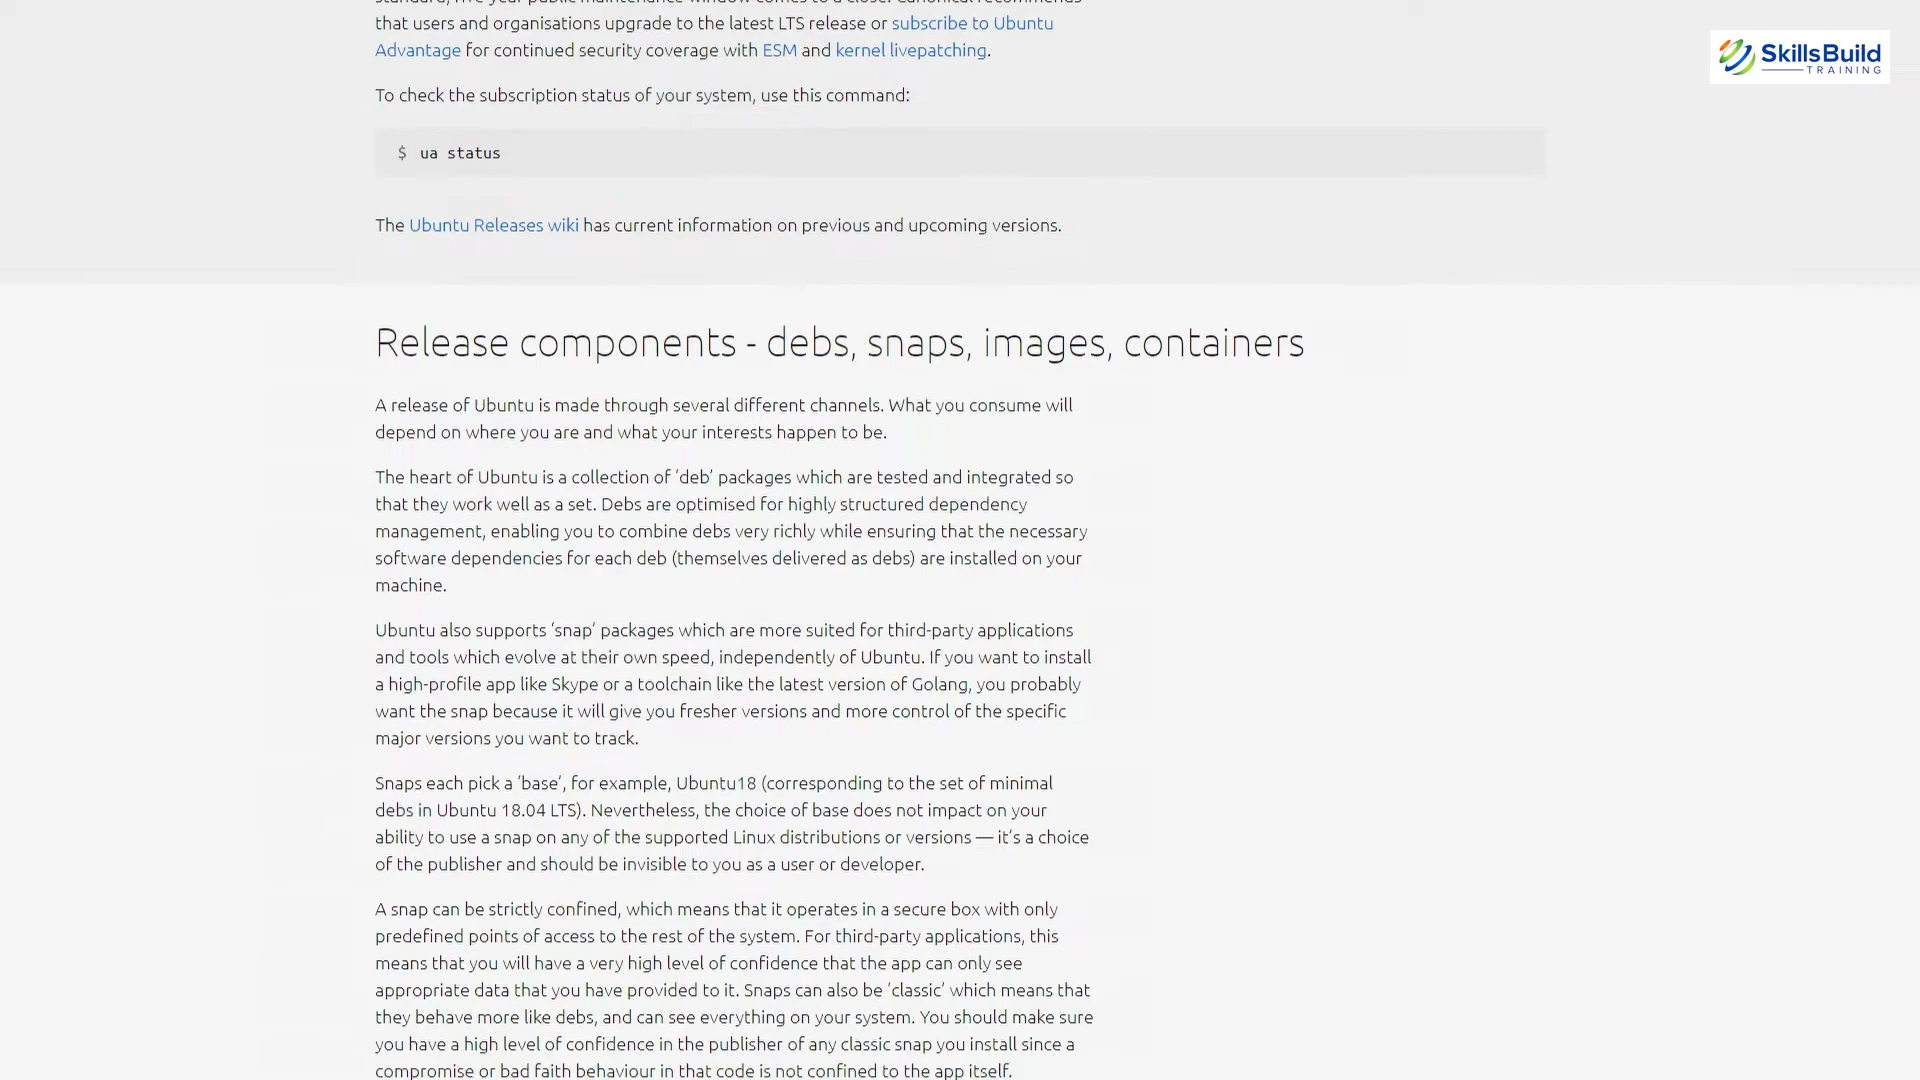 that users and organisations upgrade to the latest LTS release or subscribe to Ubuntu
Advantage for continued security coverage with ESM and kernel livepatching.
To check the subscription status of your system, use this command:
$ ua status
The Ubuntu Releases wiki has current information on previous and upcoming versions.
Release components - debs, snaps, images, containers
A release of Ubuntu is made through several different channels. What you consume will
depend on where you are and what your interests happen to be.
The heart of Ubuntu is a collection of ‘deb’ packages which are tested and integrated so
that they work well as a set. Debs are optimised for highly structured dependency
management, enabling you to combine debs very richly while ensuring that the necessary
software dependencies for each deb (themselves delivered as debs) are installed on your
machine.
Ubuntu also supports ‘snap’ packages which are more suited for third-party applications
and tools which evolve at their own speed, independently of Ubuntu. If you want to install
a high-profile app like Skype or a toolchain like the latest version of Golang, you probably
want the snap because it will give you fresher versions and more control of the specific
major versions you want to track.
Snaps each pick a ‘base’, for example, Ubuntu18 (corresponding to the set of minimal
debs in Ubuntu 18.04 LTS). Nevertheless, the choice of base does not impact on your
ability to use a snap on any of the supported Linux distributions or versions — it’s a choice
of the publisher and should be invisible to you as a user or developer.
A snap can be strictly confined, which means that it operates in a secure box with only
predefined points of access to the rest of the system. For third-party applications, this
means that you will have a very high level of confidence that the app can only see
appropriate data that you have provided to it. Snaps can also be ‘classic’ which means that
they behave more like debs, and can see everything on your system. You should make sure
you have a high level of confidence in the publisher of any classic snap you install since a
compromise or bad faith behaviour in that code is not confined to the app itself.
SkillsBuild
TRAINING